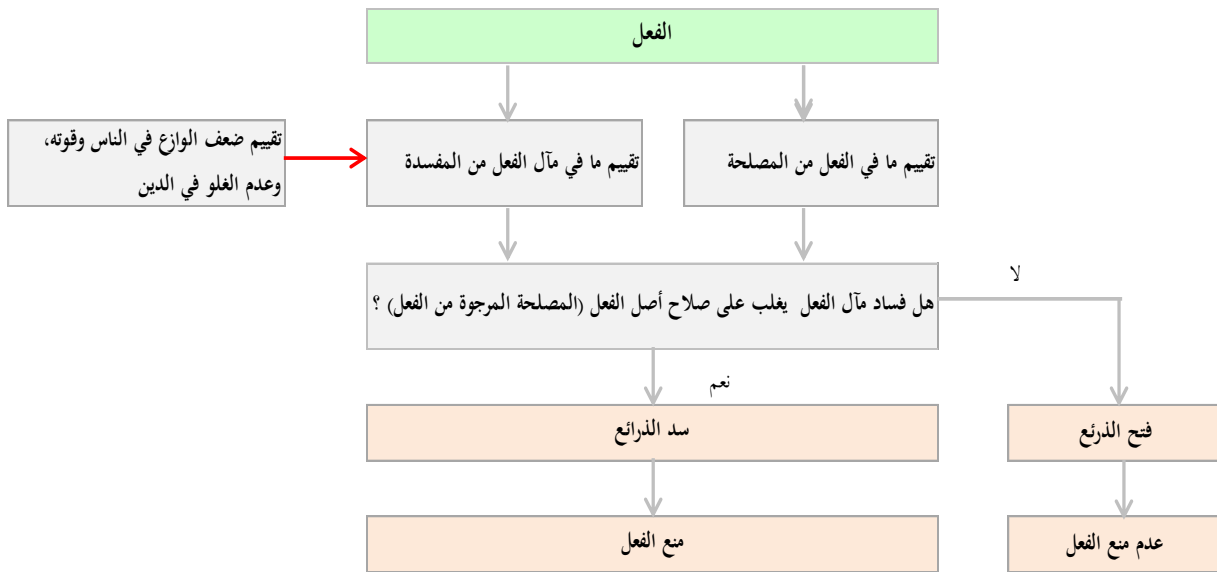 الفعل
تقييم ما في الفعل من المصلحة
تقييم ما في مآل الفعل من المفسدة
تقييم ضعف الوازع في الناس وقوته،
وعدم الغلو في الدين
هل فساد مآل الفعل يغلب على صلاح أصل الفعل (المصلحة المرجوة من الفعل) ؟
لا
نعم
فتح الذرئع
سد الذرائع
عدم منع الفعل
منع الفعل